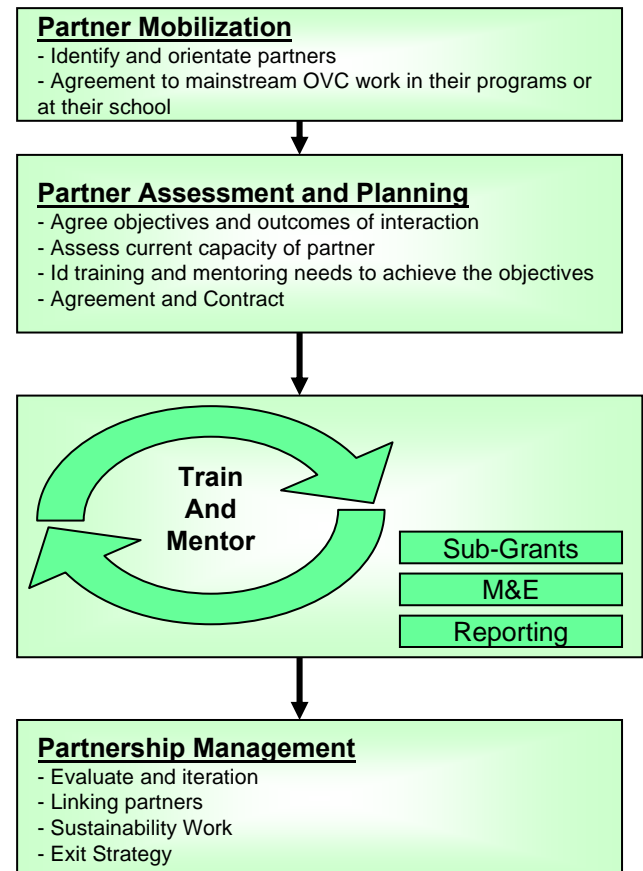 Partner Mobilization
- Identify and orientate partners
- Agreement to mainstream OVC work in their programs or
at their school
Partner Assessment and Planning
- Agree objectives and outcomes of interaction
- Assess current capacity of partner
- Id training and mentoring needs to achieve the objectives
- Agreement and Contract
Train
And
Mentor
Sub-Grants
M&E
Reporting
Partnership Management
- Evaluate and iteration
- Linking partners
- Sustainability Work
- Exit Strategy